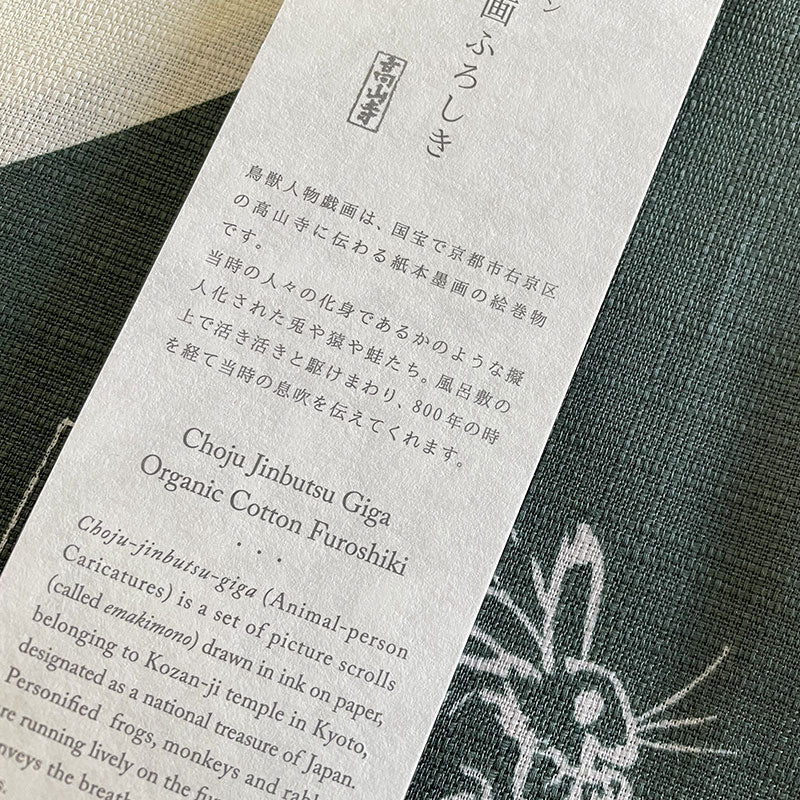 ン
画ふろしき
高山寺
鳥獣人物戯画は、国宝で京都市右京区
の高山寺に伝わる紙本墨画の絵巻物
です。
当時の人々の化身であるかのような擬
人化された兎や猿や蛙たち。風呂敷の
上で活き活きと駆けまわり、800年の時
を経て当時の息吹を伝えてくれます。
Choju Jinbutsu Giga
Organic Cotton Furoshiki
Choju-jinbutsu-giga (Animal-person
Caricatures) is a set of picture scrolls
(called emakimono) drawn in ink on paper,
belonging to Kozan-ji temple in Kyoto,
designated as a national treasure of Japan.
Personified frogs, monkeys and
running lively on the
the